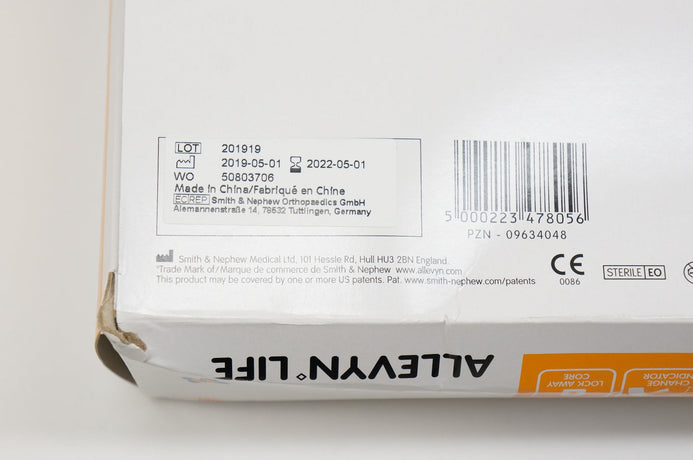 LOT 201919
2019-05-01 2022-05-01
WO 50803706
Made in China/Fabriqué en Chine
EC REP Smith & Nephew Orthopaedics GmbH
Alemannenstraße 14, 78532 Tuttlingen, Germany
5 000223 478056
PZN - 09634048
Smith & Nephew Medical Ltd, 101 Hessle Rd, Hull HU3 2BN England.
*Trade Mark of/Marque de commerce de Smith & Nephew www.allevyn.com
This product may be covered by one or more US patents. Pat. www.smith-nephew.com/patents
CE
0086
STERILE EO
ALLEVYN◊ LIFE
LOCK AWAY
CORE
CHANGE
INDICATOR